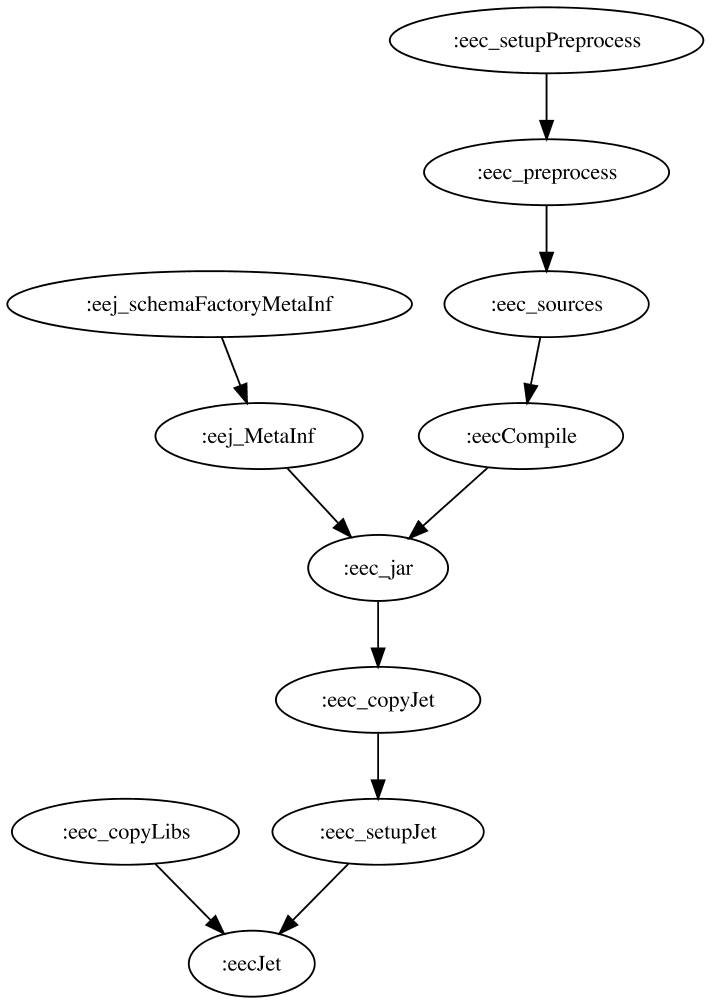 :eec_setupPreprocess
:eec_preprocess
:eej_schemaFactoryMetaInf
:eec_sources
:eej_MetaInf
:eecCompile
:eec_jar
:eec_copyJet
:eec_copyLibs
:eec_setupJet
:eecJet